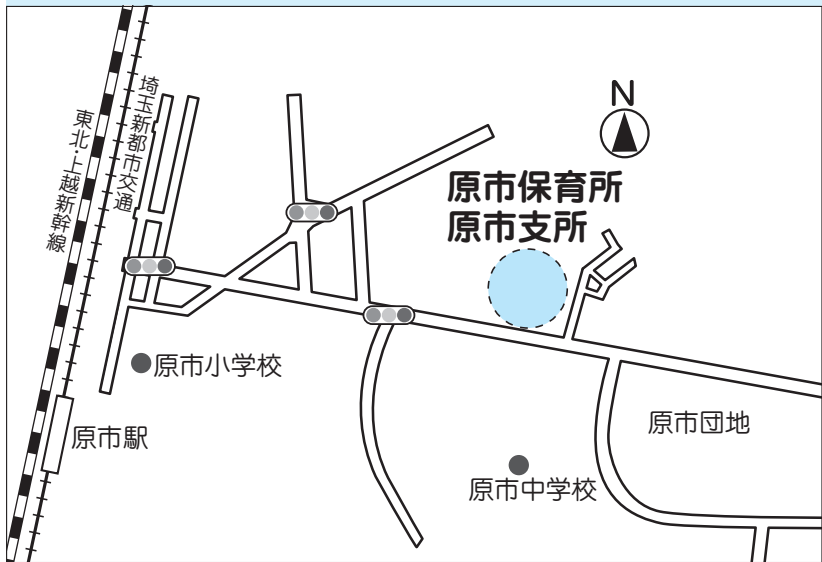 N
埼玉新都市交通
東北・上越新幹線
原市保育所
原市支所
原市小学校
原市駅
原市団地
原市中学校